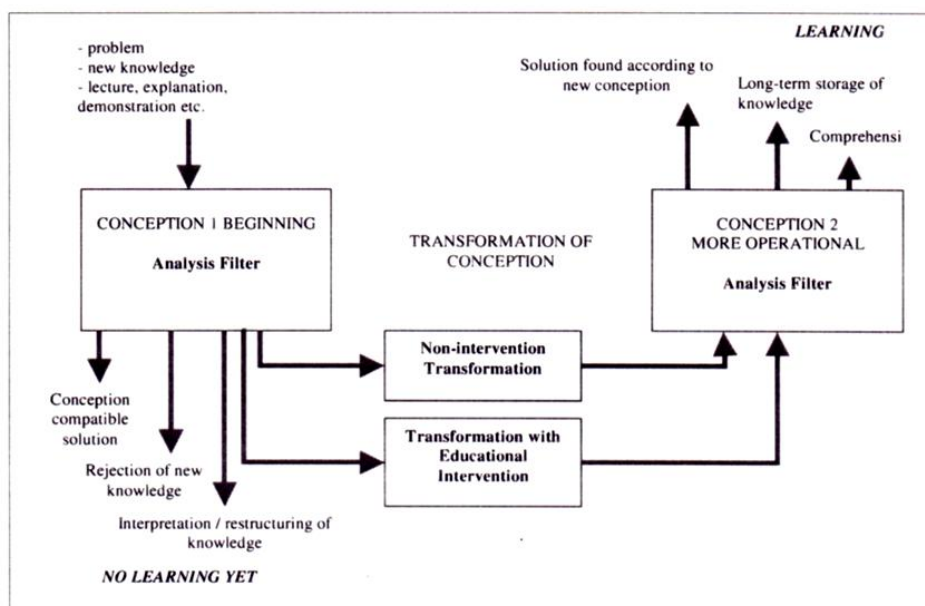 LEARNING
- problem
- new knowledge
- lecture, explanation,
demonstration etc.
Solution found according to
new conception
Long-term storage of
knowledge
Comprehensi
CONCEPTION 1 BEGINNING
Analysis Filter
TRANSFORMATION OF
CONCEPTION
CONCEPTION 2
MORE OPERATIONAL
Analysis Filter
Non-intervention
Transformation
Transformation with
Educational
Intervention
Conception
compatible
solution
Rejection of new
knowledge
Interpretation / restructuring of
knowledge
NO LEARNING YET